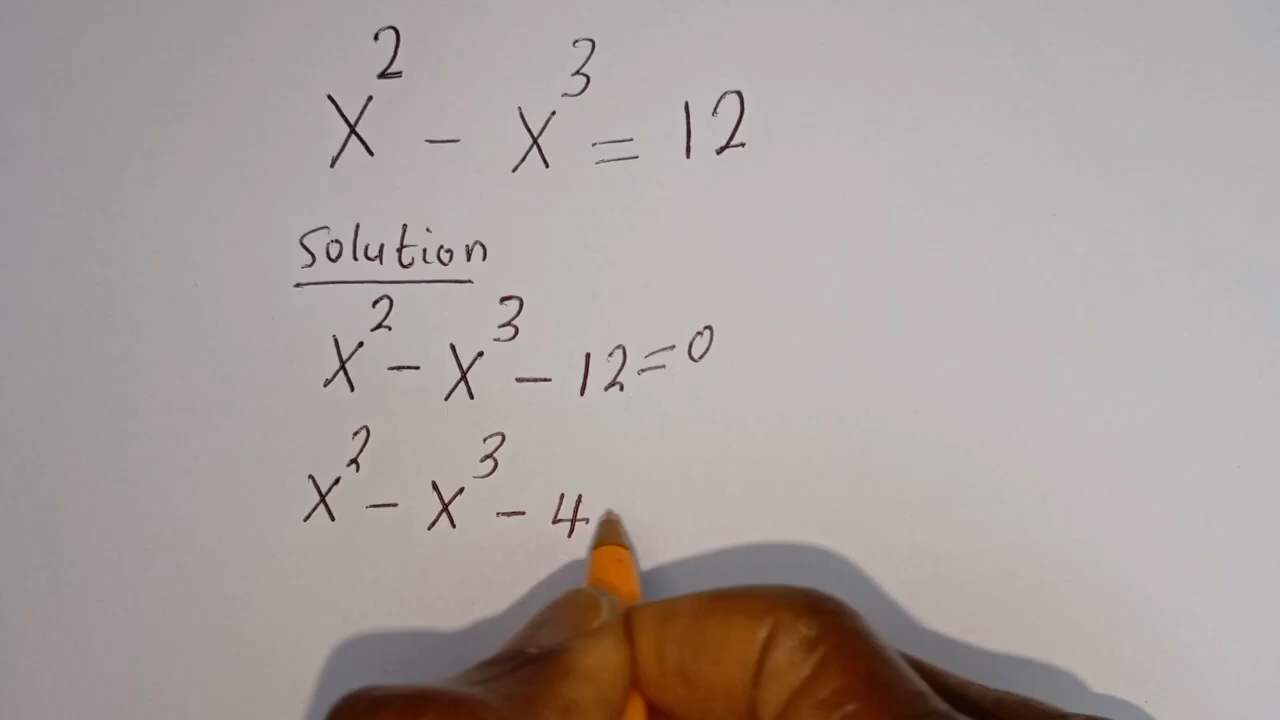 x² - x³ = 12
Solution
x² - x³ - 12 = 0
x² - x³ - 4